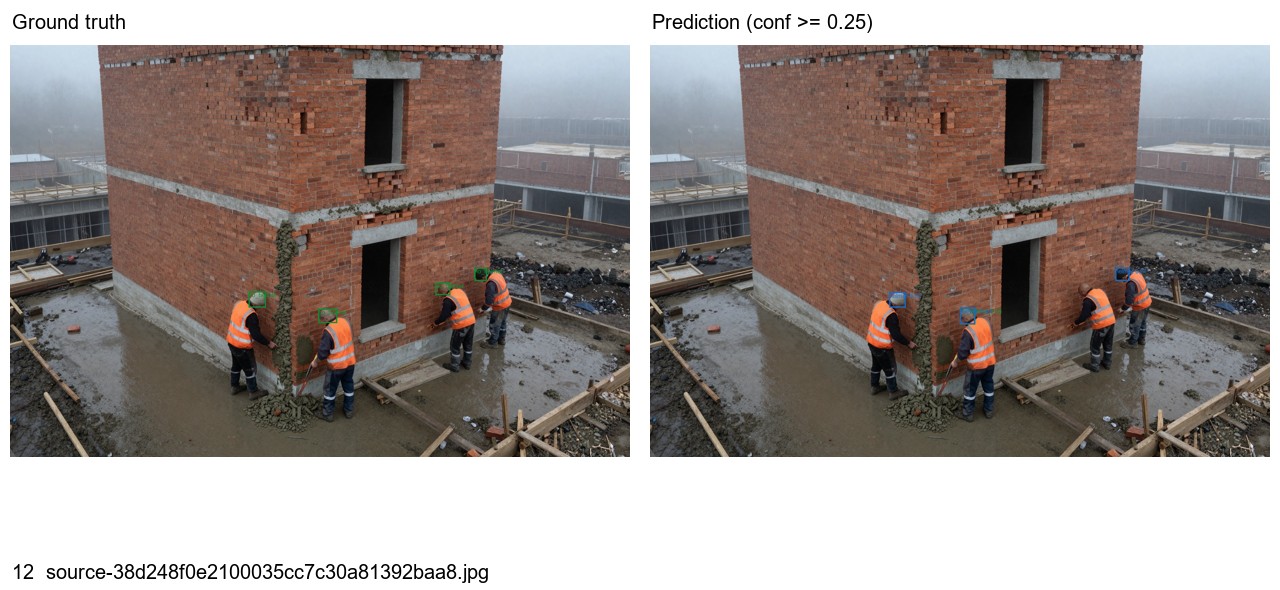 Ground truth
Prediction (conf >= 0.25)
12 source-38d248f0e2100035cc7c30a81392baa8.jpg